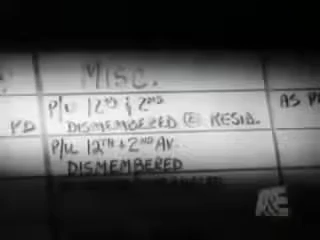 MISC.
P/U 12TH & 2ND
DISMEMBERED @ RESID.
AS P
PD
P/U 12TH & 2ND AV.
DISMEMBERED
A&E